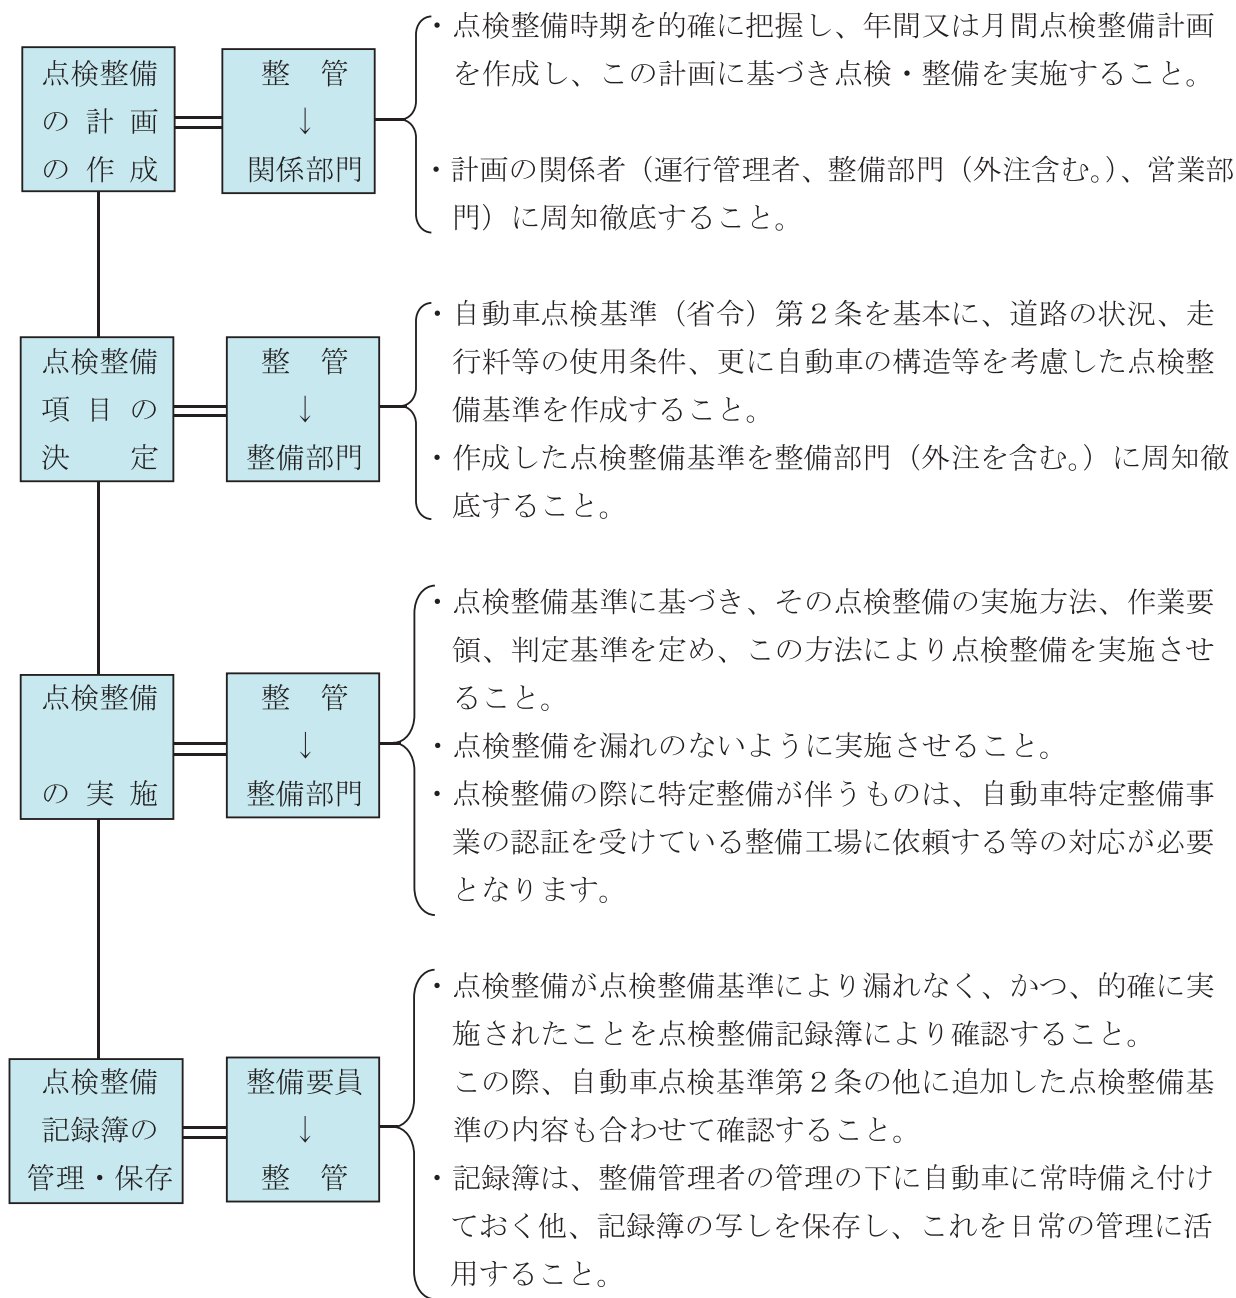 点検整備
の計画
の作成
整　管
↓
関係部門
・点検整備時期を的確に把握し、年間又は月間点検整備計画
を作成し、この計画に基づき点検・整備を実施すること。
・計画の関係者（運行管理者、整備部門（外注含む。）、営業部
門）に周知徹底すること。
点検整備
項目の
決　定
整　管
↓
整備部門
・自動車点検基準（省令）第２条を基本に、道路の状況、走
行粁等の使用条件、更に自動車の構造等を考慮した点検整
備基準を作成すること。
・作成した点検整備基準を整備部門（外注を含む。）に周知徹
底すること。
点検整備
の実施
整　管
↓
整備部門
・点検整備基準に基づき、その点検整備の実施方法、作業要
領、判定基準を定め、この方法により点検整備を実施させ
ること。
・点検整備を漏れのないように実施させること。
・点検整備の際に特定整備が伴うものは、自動車特定整備事
業の認証を受けている整備工場に依頼する等の対応が必要
となります。
点検整備
記録簿の
管理・保存
整備要員
↓
整　管
・点検整備が点検整備基準により漏れなく、かつ、的確に実
施されたことを点検整備記録簿により確認すること。
この際、自動車点検基準第２条の他に追加した点検整備基
準の内容も合わせて確認すること。
・記録簿は、整備管理者の管理の下に自動車に常時備え付け
ておく他、記録簿の写しを保存し、これを日常の管理に活
用すること。